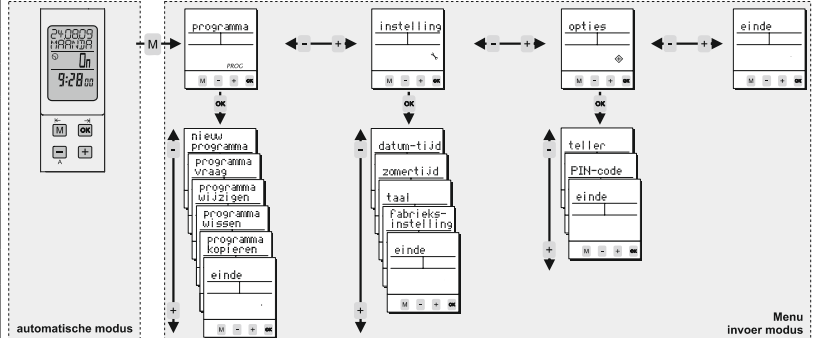 24:08:09
MAANDA
On
9:28 00
M OK
- +
A
automatische modus
M
programma
PROG
M - + OK
- +
instelling
M - + OK
- +
opties
M - + OK
- +
einde
M - + OK
OK
OK
OK
-
+
nieuw
programma
programma
vraag
programma
wijzigen
programma
wissen
programma
kopieren
einde
M - + OK
-
+
datum-tijd
zomertijd
taal
fabrieks-
instelling
einde
M - + OK
-
+
teller
PIN-code
einde
M - + OK
Menu
invoer modus